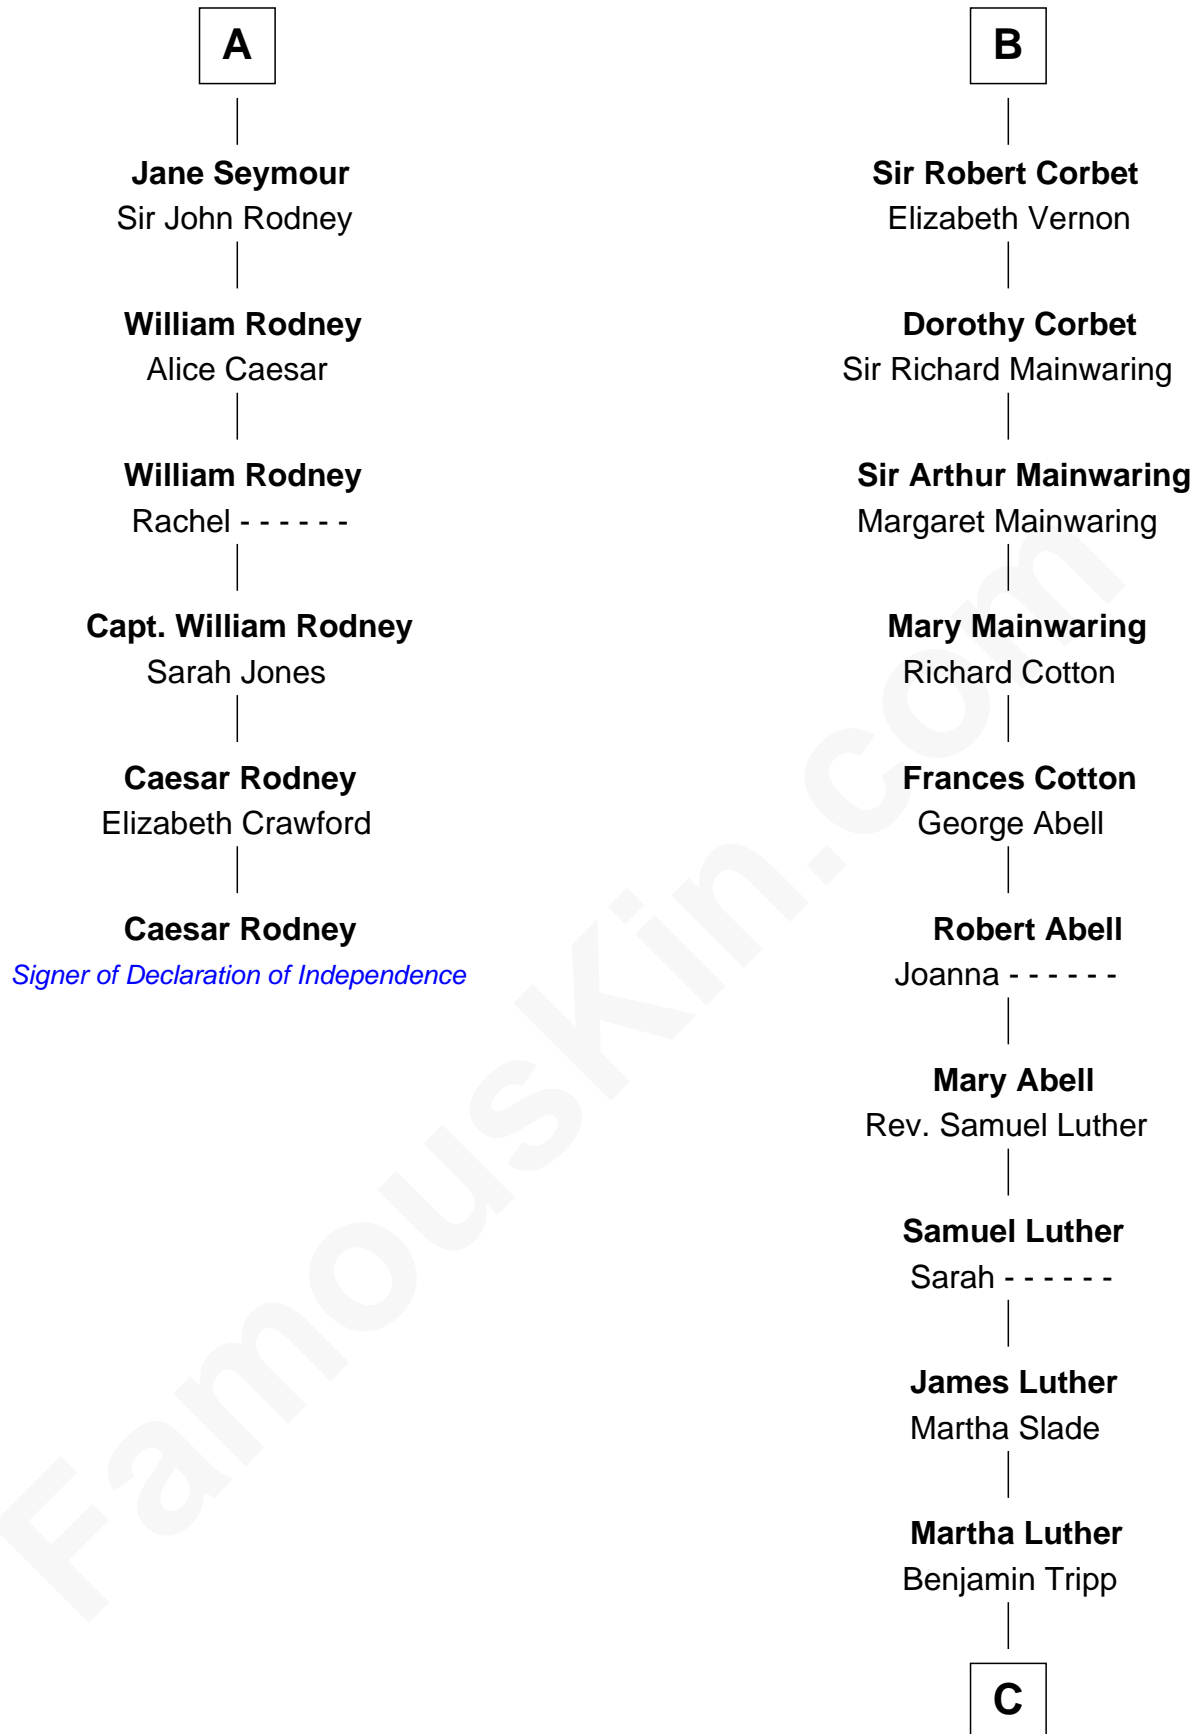 A
Jane Seymour
Sir John Rodney
William Rodney
Alice Caesar
William Rodney
Rachel - - - - - -
Capt. William Rodney
Sarah Jones
Caesar Rodney
Elizabeth Crawford
Caesar Rodney
Signer of Declaration of Independence
B
Sir Robert Corbet
Elizabeth Vernon
Dorothy Corbet
Sir Richard Mainwaring
Sir Arthur Mainwaring
Margaret Mainwaring
Mary Mainwaring
Richard Cotton
Frances Cotton
George Abell
Robert Abell
Joanna - - - - - -
Mary Abell
Rev. Samuel Luther
Samuel Luther
Sarah - - - - - -
James Luther
Martha Slade
Martha Luther
Benjamin Tripp
C
FamousKin.com